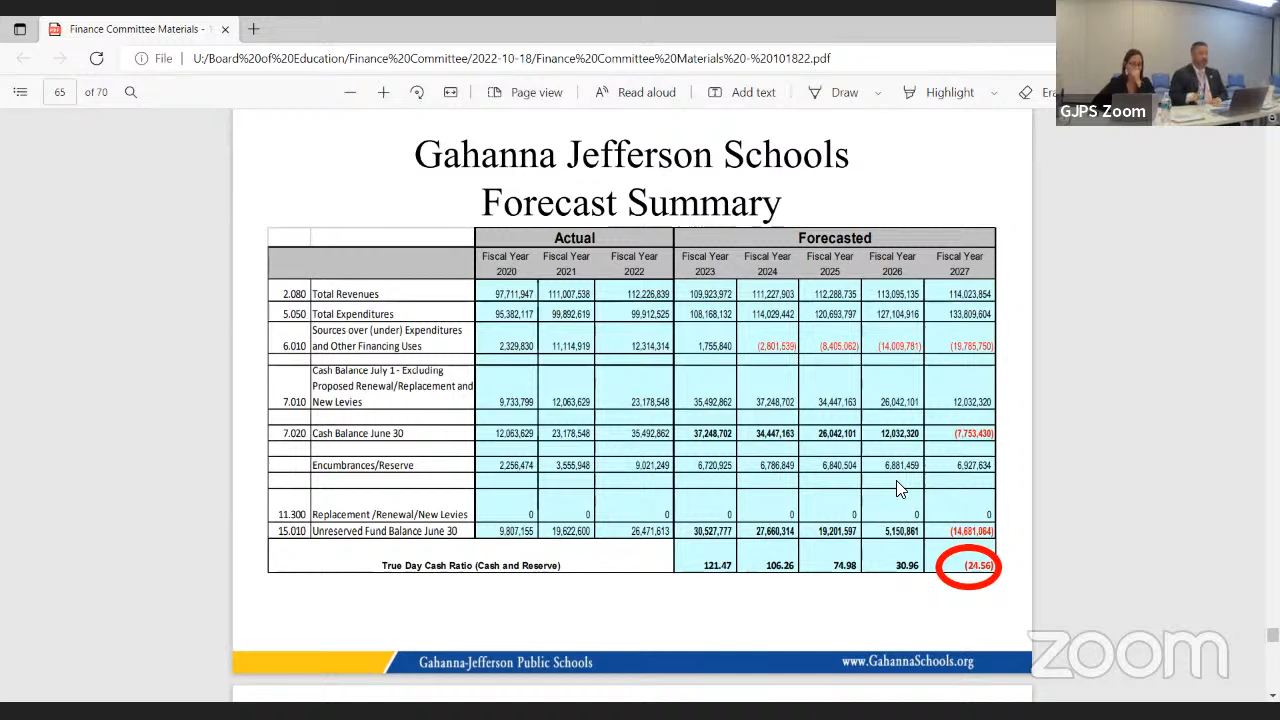 Finance Committee Materials - 1
File U:/Board%20of%20Education/Finance%20Committee/2022-10-18/Finance%20Committee%20Materials%20-%20101822.pdf
65 of 70 Page view Read aloud Add text Draw Highlight Era
GJPS Zoom
Gahanna Jefferson Schools
Forecast Summary
Actual Forecasted
Fiscal Year Fiscal Year Fiscal Year Fiscal Year Fiscal Year Fiscal Year Fiscal Year Fiscal Year
2020 2021 2022 2023 2024 2025 2026 2027
2.080 Total Revenues 97,711,947 111,007,538 112,226,839 109,923,972 111,227,903 112,288,735 113,095,135 114,023,854
5.050 Total Expenditures 95,382,117 99,892,619 99,912,525 108,168,132 114,029,442 120,693,797 127,104,916 133,809,604
Sources over (under) Expenditures
6.010 and Other Financing Uses 2,329,830 11,114,919 12,314,314 1,755,840 (2,801,539) (8,405,062) (14,009,781) (19,785,750)
Cash Balance July 1 - Excluding
Proposed Renewal/Replacement and
7.010 New Levies 9,733,799 12,063,629 23,178,548 35,492,862 37,248,702 34,447,163 26,042,101 12,032,320
7.020 Cash Balance June 30 12,063,629 23,178,548 35,492,862 37,248,702 34,447,163 26,042,101 12,032,320 (7,753,430)
Encumbrances/Reserve 2,256,474 3,555,948 9,021,249 6,720,925 6,786,849 6,840,504 6,881,459 6,927,634
11.300 Replacement /Renewal/New Levies 0 0 0 0 0 0 0 0
15.010 Unreserved Fund Balance June 30 9,807,155 19,622,600 26,471,613 30,527,777 27,660,314 19,201,597 5,150,861 (14,681,064)
True Day Cash Ratio (Cash and Reserve) 121.47 106.26 74.98 30.96 (24.56)
Gahanna-Jefferson Public Schools www.GahannaSchools.org
zoom